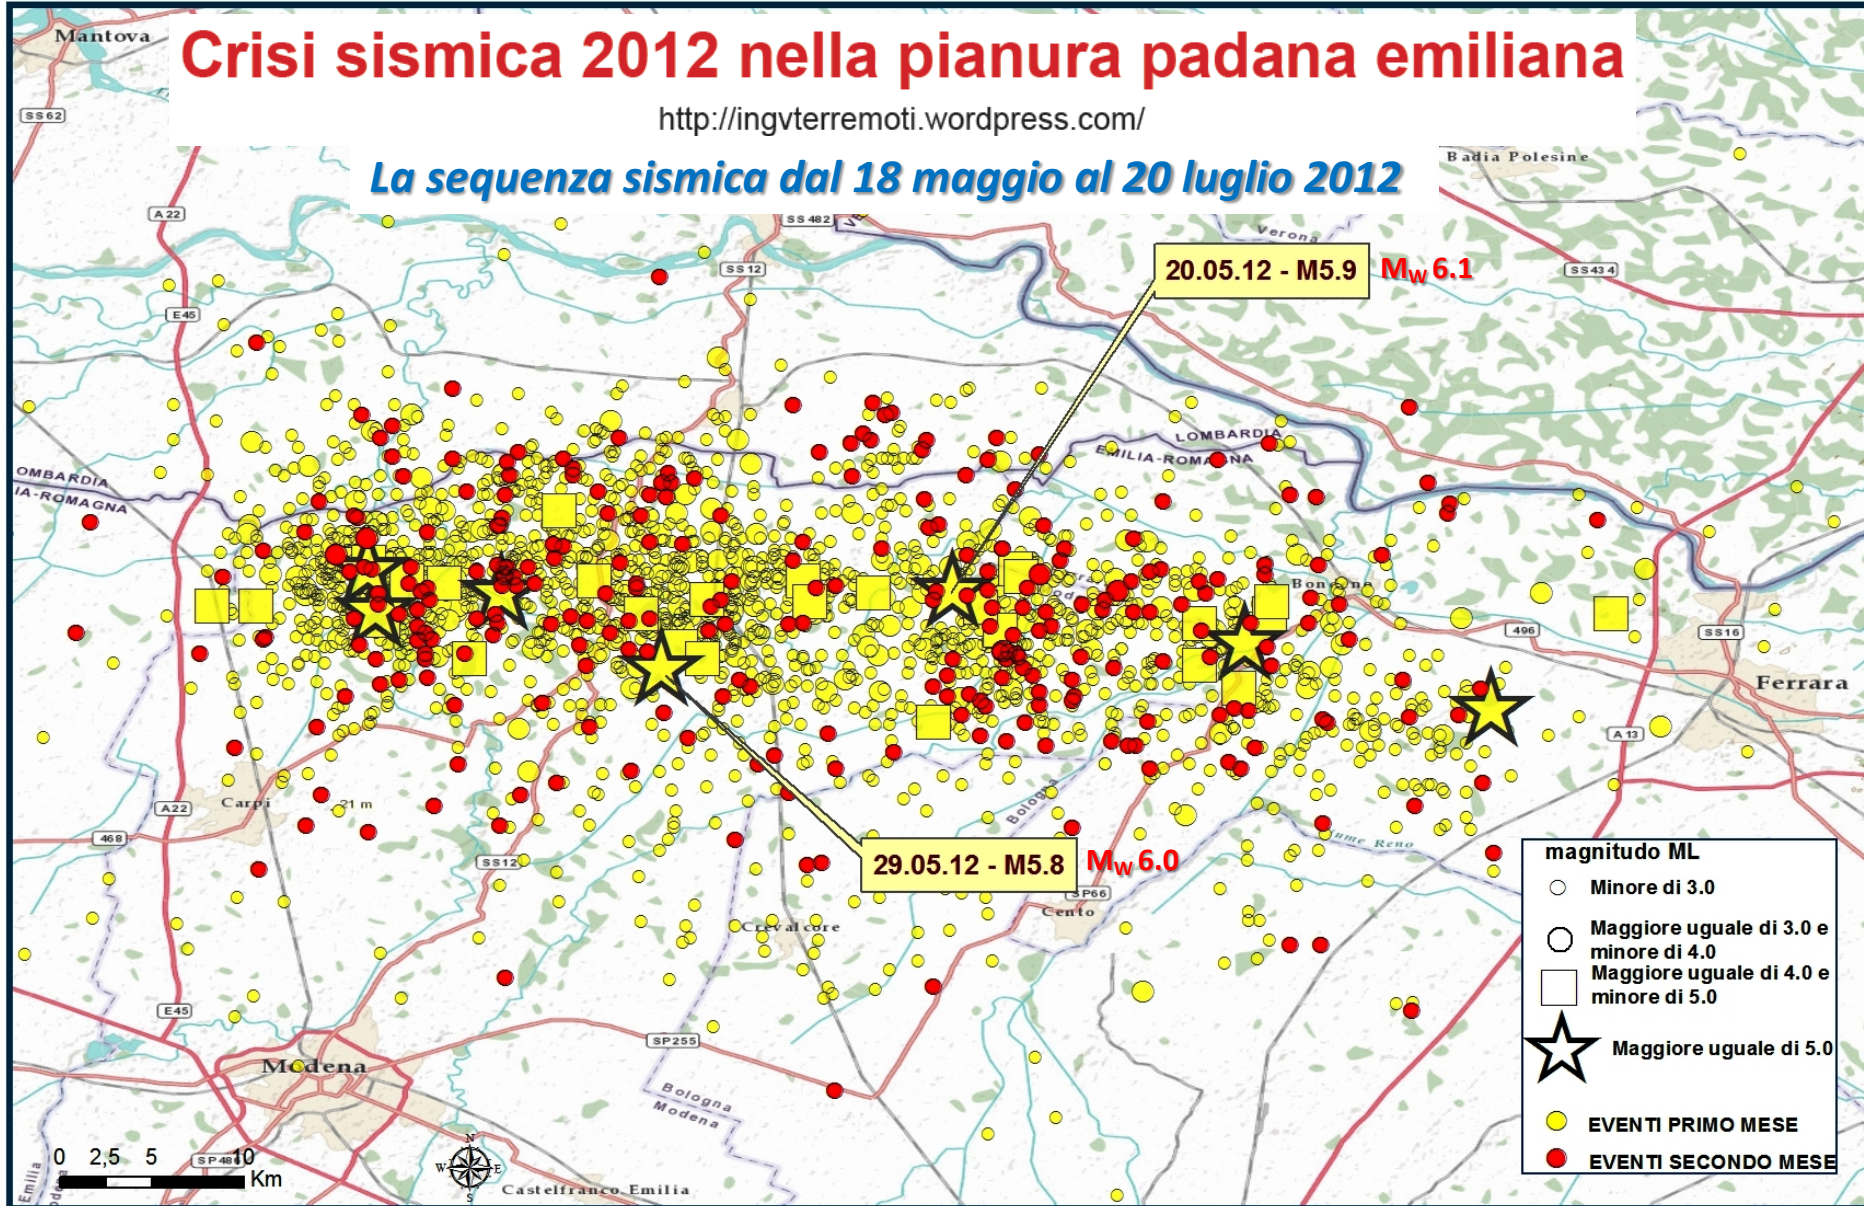 Mantova
Crisi sismica 2012 nella pianura padana emiliana
http://ingvterremoti.wordpress.com/
SS62
La sequenza sismica dal 18 maggio al 20 luglio 2012
Badia Polesine
A 22
SS 482
Verona
20.05.12 - M5.9
MW 6.1
SS 12
SS 434
E45
LOMBARDIA
EMILIA-ROMAGNA
OMBARDIA
IA-ROMAGNA
496
SS16
Ferrara
A 13
Carpi
21 m
A22
468
SS12
Bologna
29.05.12 - M5.8
MW 6.0
SP66
Cento
Crevalcore
ume Reno
magnitudo ML
Minore di 3.0
Maggiore uguale di 3.0 e
minore di 4.0
Maggiore uguale di 4.0 e
minore di 5.0
Maggiore uguale di 5.0
EVENTI PRIMO MESE
EVENTI SECONDO MESE
E45
SP255
Modena
Bologna
Modena
0 2,5 5 10
Km
N
W E
S
Castelfranco Emilia
Emilia